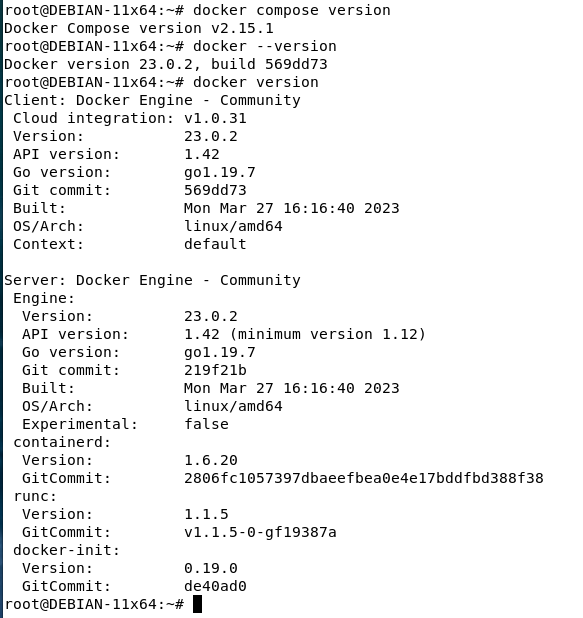 root@DEBIAN-11x64:~# docker compose version
Docker Compose version v2.15.1
root@DEBIAN-11x64:~# docker --version
Docker version 23.0.2, build 569dd73
root@DEBIAN-11x64:~# docker version
Client: Docker Engine - Community
 Cloud integration: v1.0.31
 Version:           23.0.2
 API version:       1.42
 Go version:        go1.19.7
 Git commit:        569dd73
 Built:             Mon Mar 27 16:16:40 2023
 OS/Arch:           linux/amd64
 Context:           default

Server: Docker Engine - Community
 Engine:
  Version:          23.0.2
  API version:      1.42 (minimum version 1.12)
  Go version:       go1.19.7
  Git commit:       219f21b
  Built:            Mon Mar 27 16:16:40 2023
  OS/Arch:          linux/amd64
  Experimental:     false
 containerd:
  Version:          1.6.20
  GitCommit:        2806fc1057397dbaeefbea0e4e17bddfbd388f38
 runc:
  Version:          1.1.5
  GitCommit:        v1.1.5-0-gf19387a
 docker-init:
  Version:          0.19.0
  GitCommit:        de40ad0
root@DEBIAN-11x64:~#